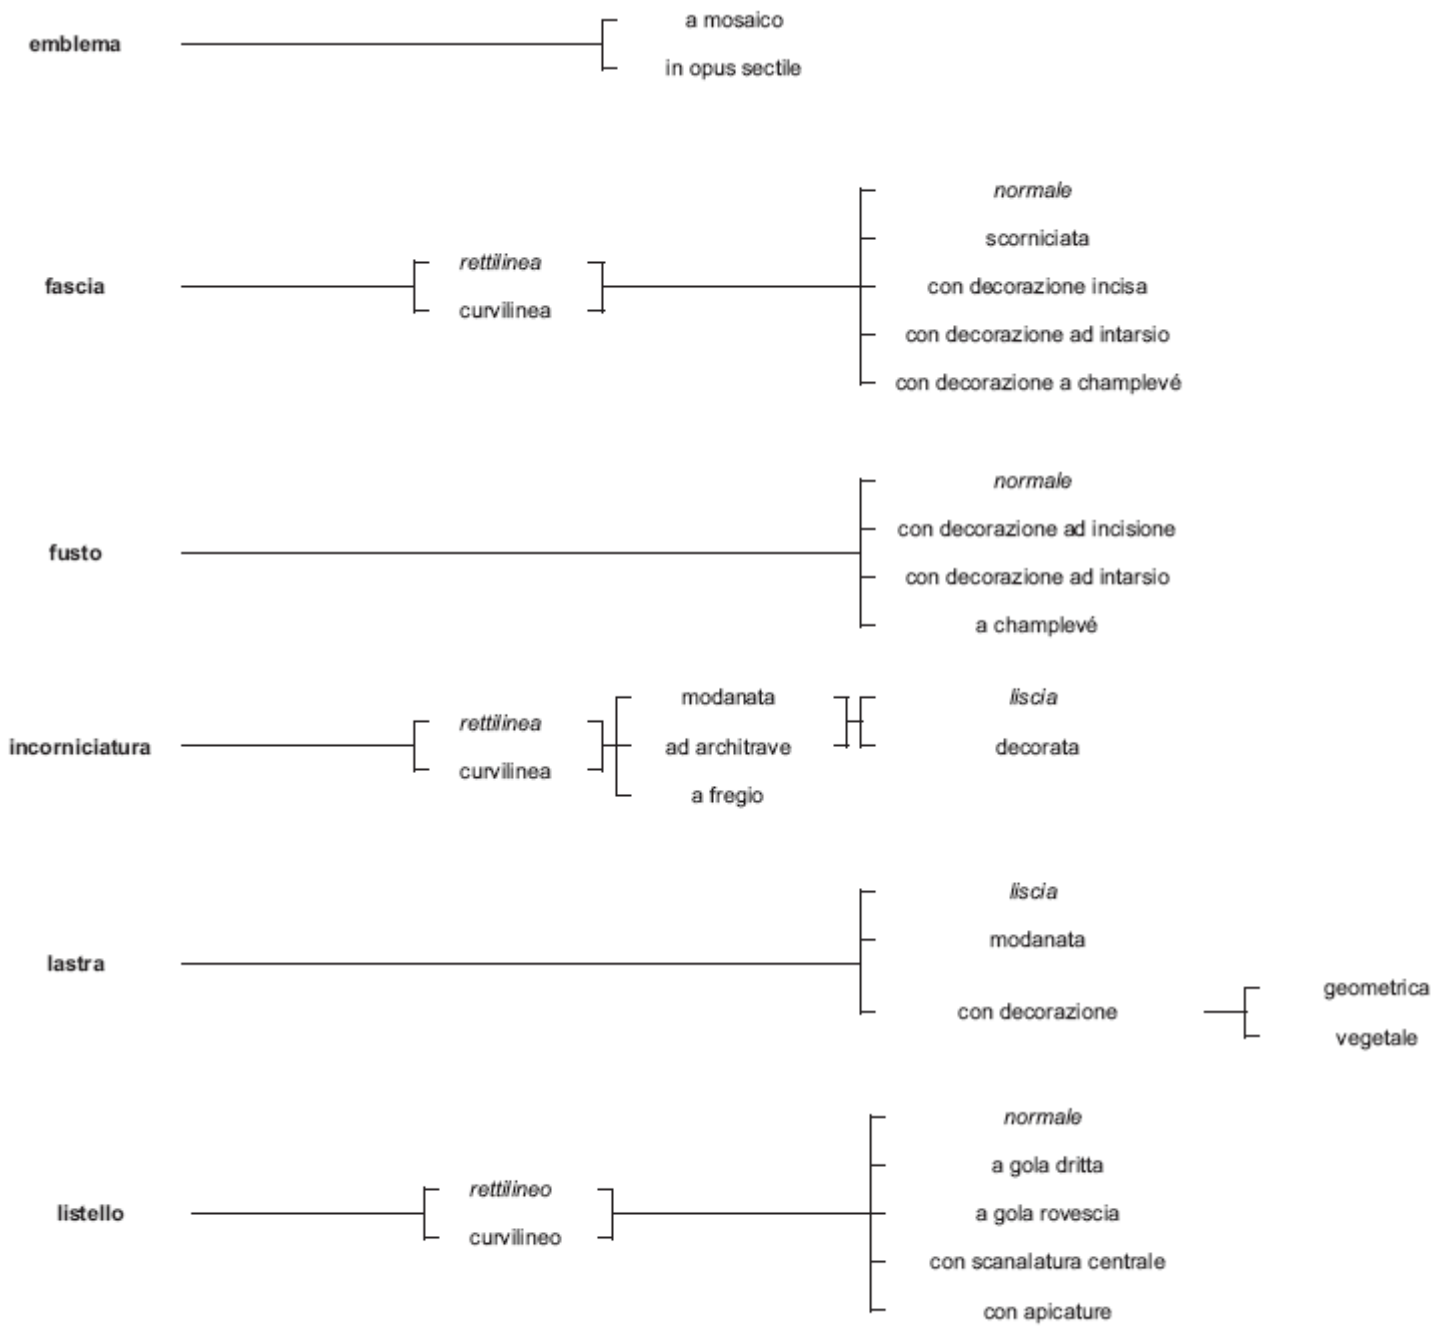 emblema
a mosaico
in opus sectile
fascia
rettilinea
curvilinea
normale
scorniciata
con decorazione incisa
con decorazione ad intarsio
con decorazione a champlevé
fusto
normale
con decorazione ad incisione
con decorazione ad intarsio
a champlevé
incorniciatura
rettilinea
curvilinea
modanata
ad architrave
a fregio
liscia
decorata
lastra
liscia
modanata
con decorazione
geometrica
vegetale
listello
rettilineo
curvilineo
normale
a gola dritta
a gola rovescia
con scanalatura centrale
con apicature